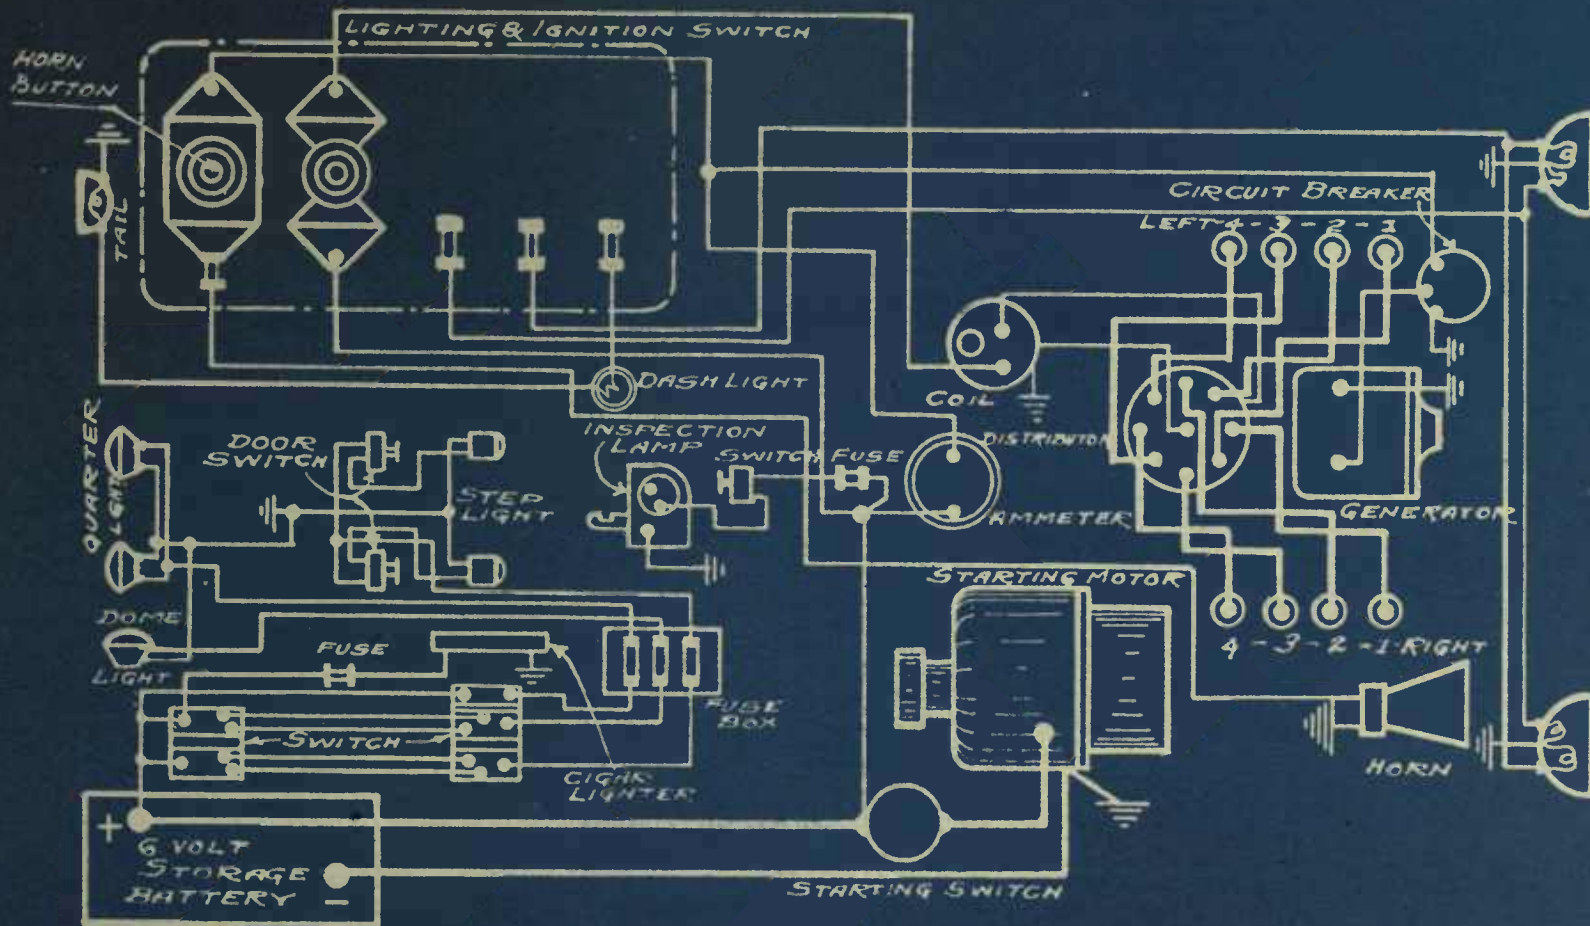 LIGHTING & IGNITION SWITCH
HORN
BUTTON
TAIL
CIRCUIT BREAKER
LEFT 4 - 3 - 2 - 1
DASH LIGHT
COIL
QUARTER
LIGHT
DOOR
SWITCH
STEP
LIGHT
INSPECTION
LAMP
SWITCH FUSE
AMMETER
DISTRIBUTOR
GENERATOR
STARTING MOTOR
4 - 3 - 2 - 1 - RIGHT
DOME
LIGHT
FUSE
FUSE
BOX
SWITCH
CIGAR
LIGHTER
HORN
+
6 VOLT
STORAGE
BATTERY -
STARTING SWITCH